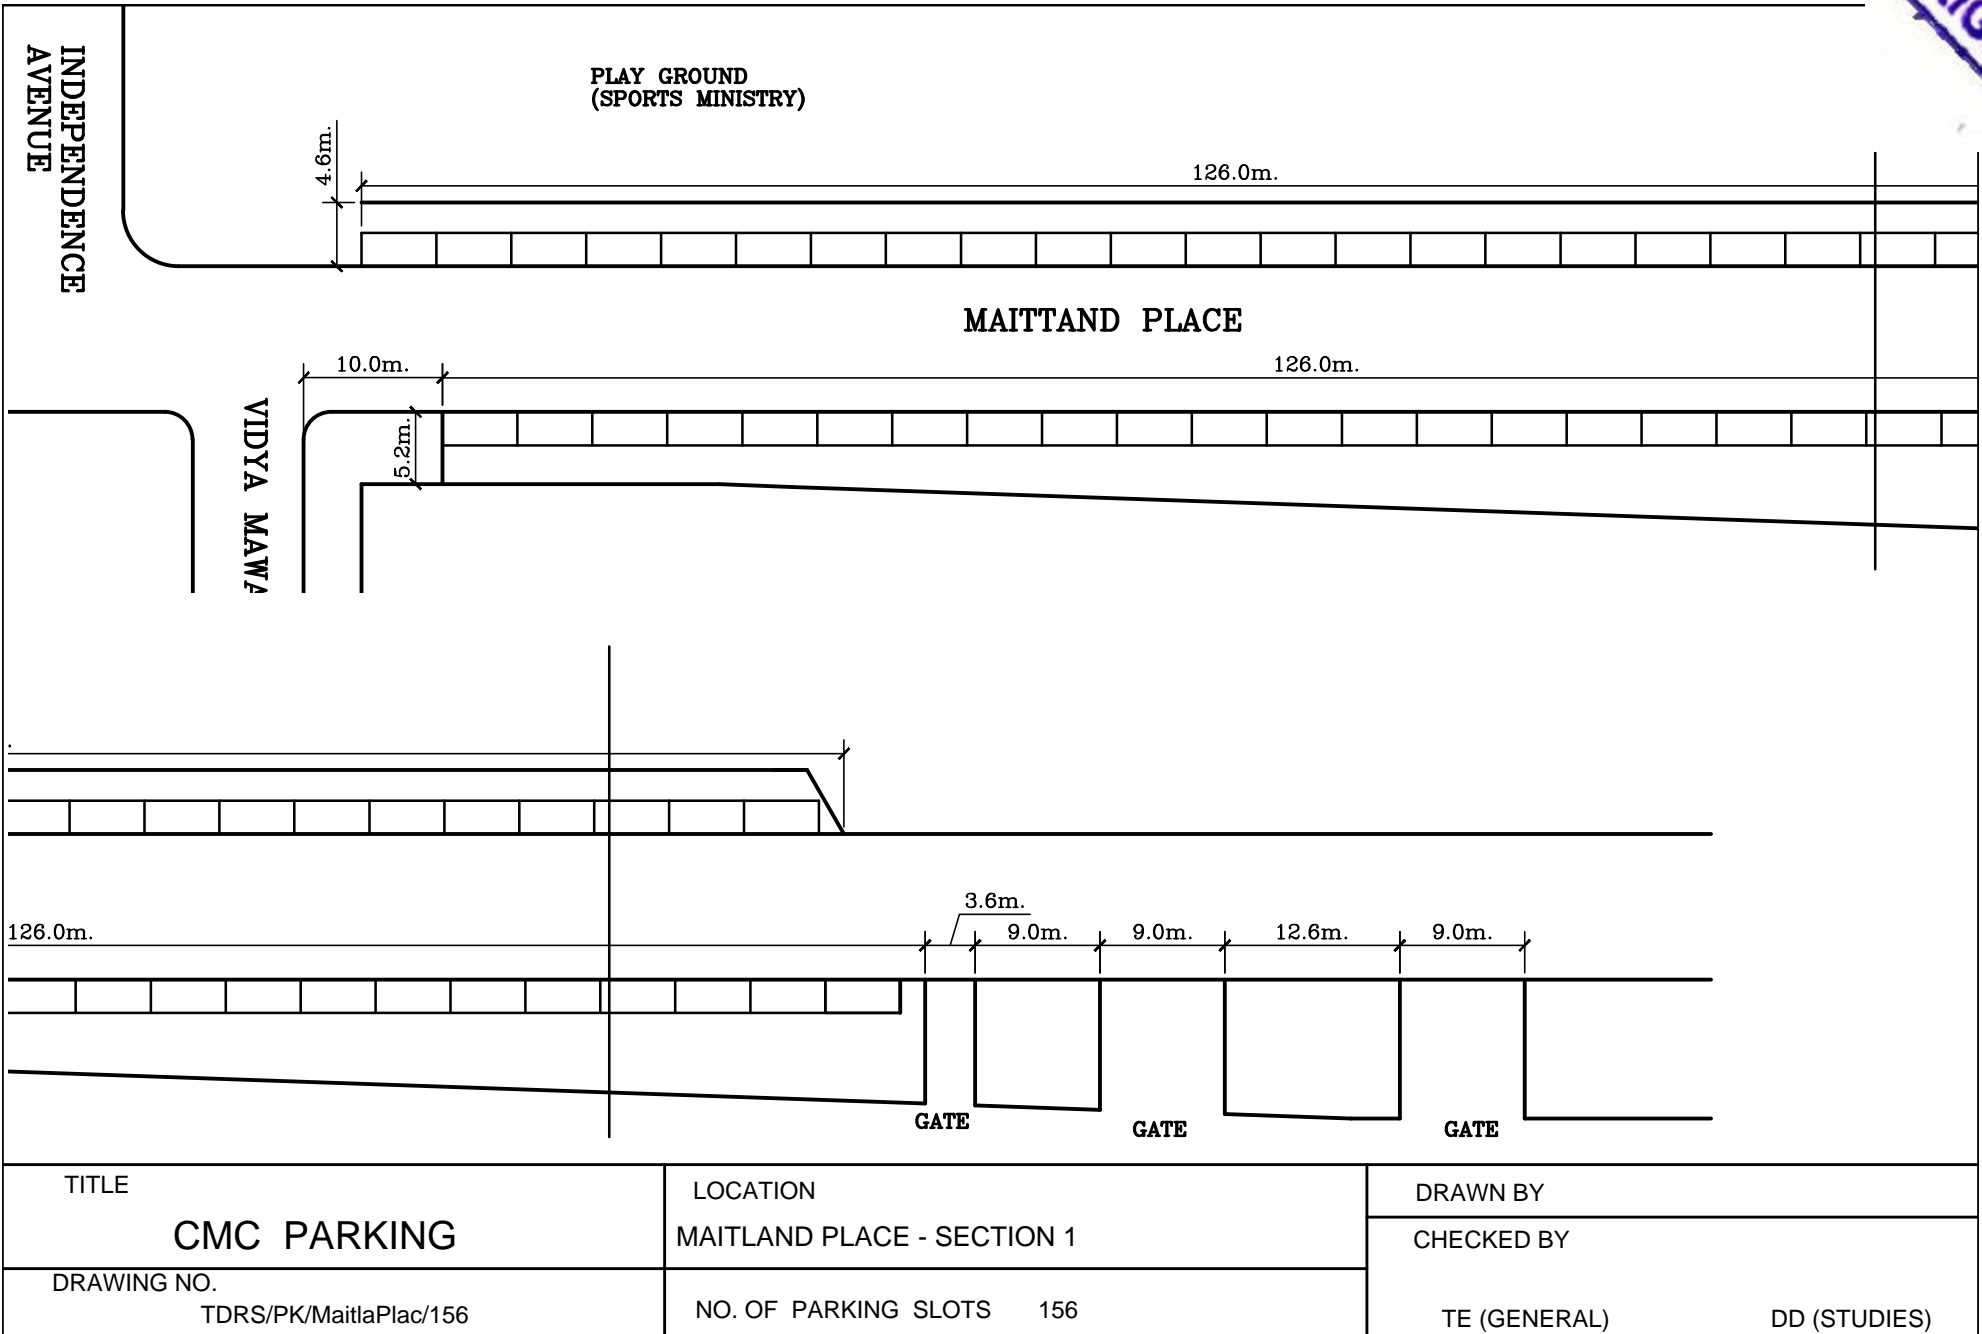 INDEPENDENCE
AVENUE
PLAY GROUND
(SPORTS MINISTRY)
4.6m.
126.0m.
MAITTAND PLACE
10.0m.
126.0m.
VIDYA MAWA
5.2m.
3.6m.
126.0m.
9.0m.
9.0m.
12.6m.
9.0m.
GATE
GATE
GATE
TITLE
CMC PARKING
LOCATION
MAITLAND PLACE - SECTION 1
DRAWN BY
CHECKED BY
DRAWING NO.
TDRS/PK/MaitlaPlac/156
NO. OF PARKING SLOTS 156
TE (GENERAL)
DD (STUDIES)